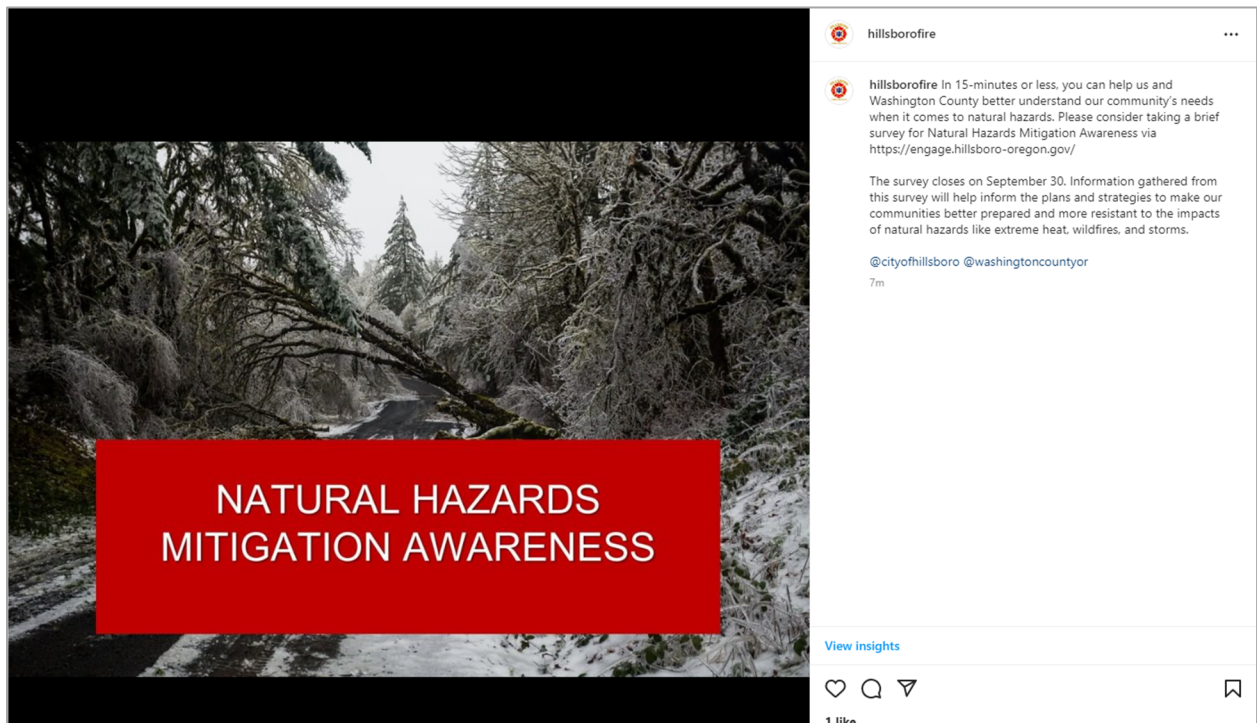 NATURAL HAZARDS
MITIGATION AWARENESS
hillsborofire
hillsborofire In 15-minutes or less, you can help us and
Washington County better understand our community's needs
when it comes to natural hazards. Please consider taking a brief
survey for Natural Hazards Mitigation Awareness via
https://engage.hillsboro-oregon.gov/
The survey closes on September 30. Information gathered from
this survey will help inform the plans and strategies to make our
communities better prepared and more resistant to the impacts
of natural hazards like extreme heat, wildfires, and storms.
@cityofhillsboro @washingtoncountyor
7m
View insights
1 like